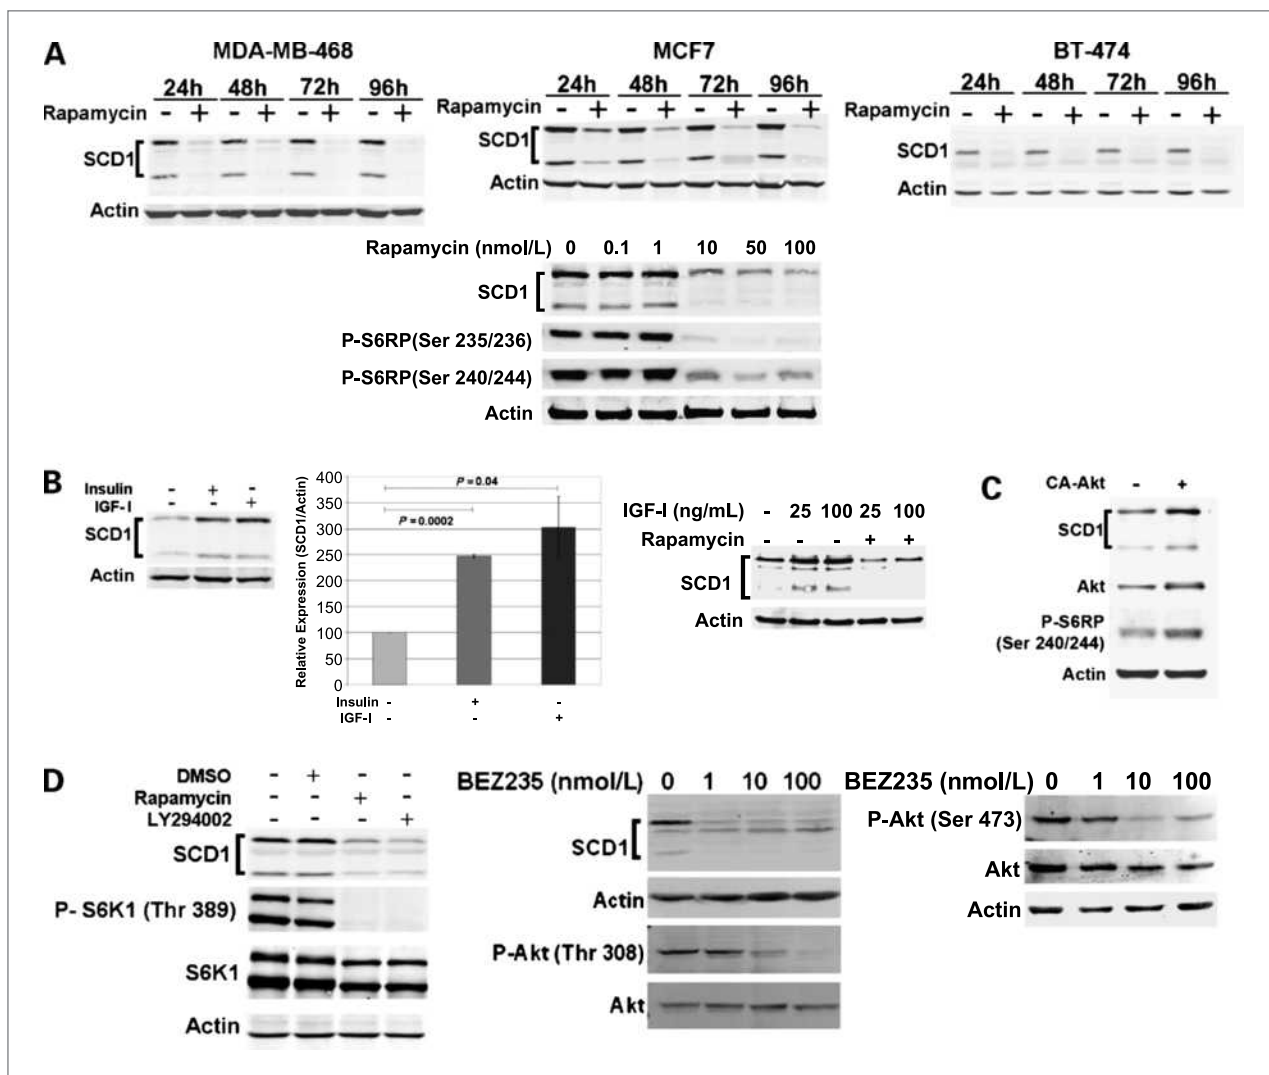 A
MDA-MB-468 MCF7 BT-474
24h 48h 72h 96h
Rapamycin - + - + - + - +
SCD1
Actin
24h 48h 72h 96h
Rapamycin - + - + - + - +
SCD1
Actin
24h 48h 72h 96h
Rapamycin - + - + - + - +
SCD1
Actin
Rapamycin (nmol/L) 0 0.1 1 10 50 100
SCD1
P-S6RP(Ser 235/236)
P-S6RP(Ser 240/244)
Actin
B
Insulin - + -
IGF-I - - +
SCD1
Actin
Relative Expression (SCD1/Actin)
400
350
300
250
200
150
100
50
0
P = 0.04
P = 0.0002
Insulin - + -
IGF-I - - +
IGF-I (ng/mL) - 25 100 25 100
Rapamycin - - - + +
SCD1
Actin
C
CA-Akt - +
SCD1
Akt
P-S6RP
(Ser 240/244)
Actin
D
DMSO - + - -
Rapamycin - - + -
LY294002 - - - +
SCD1
P- S6K1 (Thr 389)
S6K1
Actin
BEZ235 (nmol/L) 0 1 10 100
SCD1
Actin
P-Akt (Thr 308)
Akt
BEZ235 (nmol/L) 0 1 10 100
P-Akt (Ser 473)
Akt
Actin